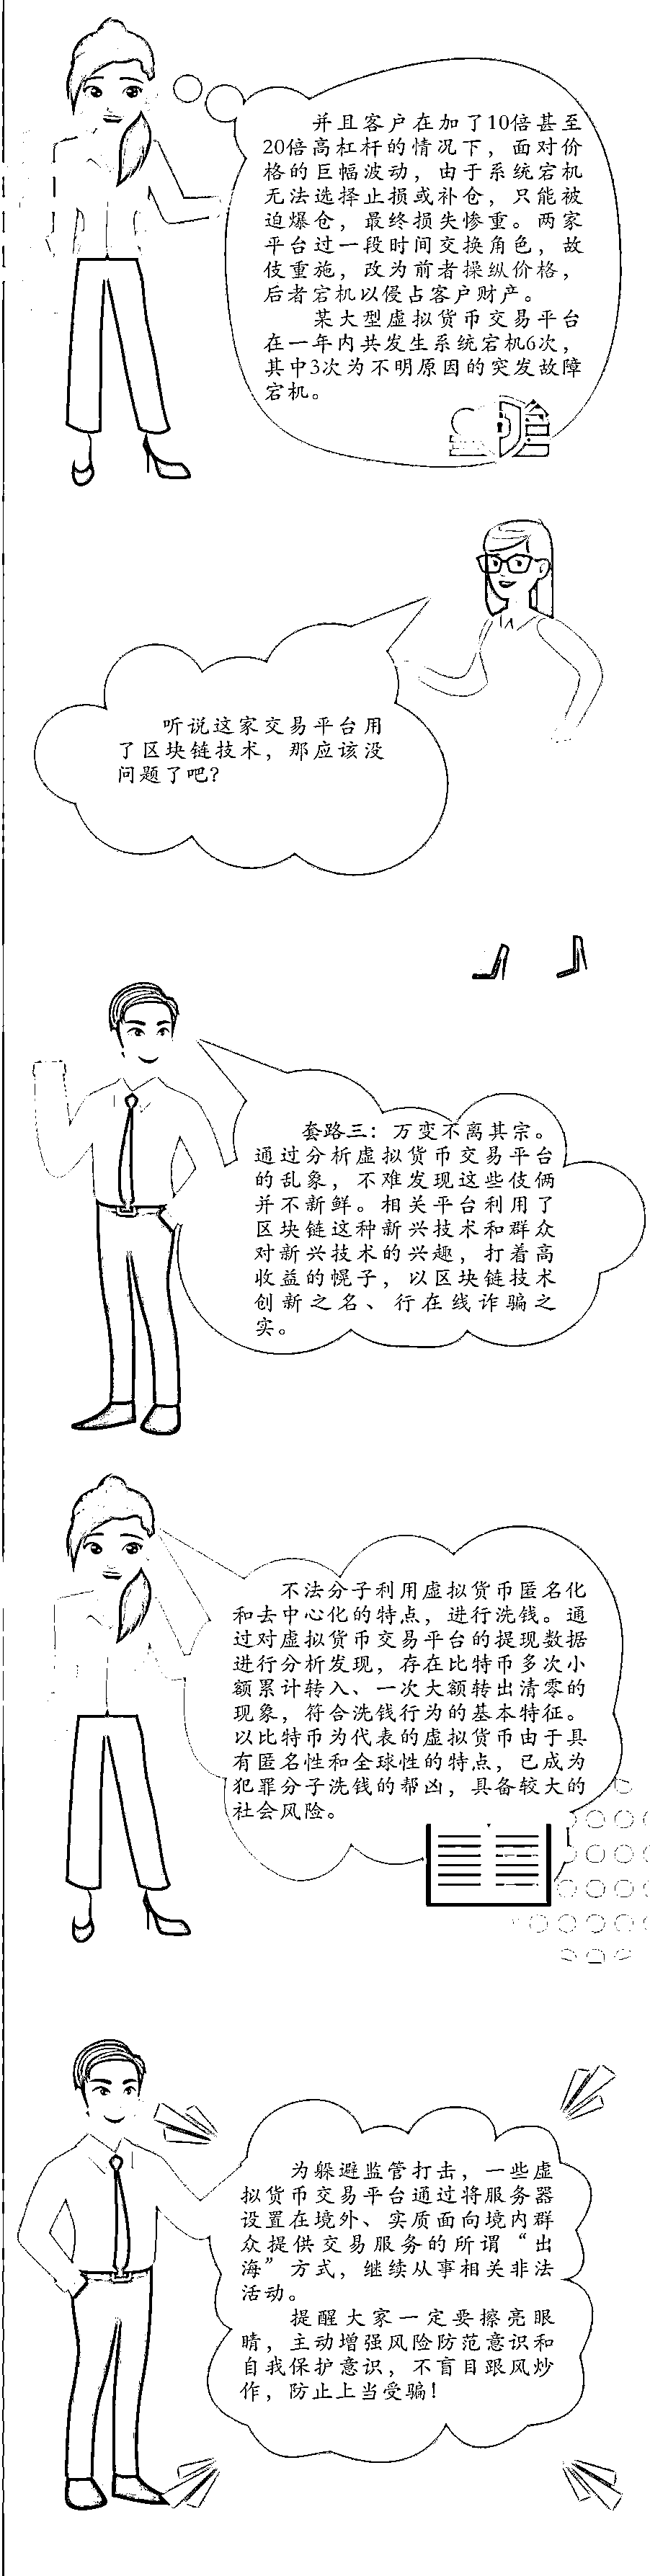 并且客户在加了10倍甚至
20倍高杠杆的情况下，面对价
格的巨幅波动，由于系统宕机
无法选择止损或补仓，只能被
迫爆仓，最终损失惨重。两家
平台过一段时间交换角色，故
伎重施，改为前者操纵价格，
后者宕机以侵占客户财产。
某大型虚拟货币交易平台
在一年内共发生系统宕机6次，
其中3次为不明原因的突发故障
宕机。
听说这家交易平台用
了区块链技术，那应该没
问题了吧？
套路三：万变不离其宗。
通过分析虚拟货币交易平台
的乱象，不难发现这些伎俩
并不新鲜。相关平台利用了
区块链这种新兴技术和群众
对新兴技术的兴趣，打着高
收益的幌子，以区块链技术
创新之名、行在线诈骗之
实。
不法分子利用虚拟货币匿名化
和去中心化的特点，进行洗钱。通
过对虚拟货币交易平台的提现数据
进行分析发现，存在比特币多次小
额累计转入、一次大额转出清零的
现象，符合洗钱行为的基本特征。
以比特币为代表的虚拟货币由于具
有匿名性和全球性的特点，已成为
犯罪分子洗钱的帮凶，具备较大的
社会风险。
为躲避监管打击，一些虚
拟货币交易平台通过将服务器
设置在境外、实质面向境内群
众提供交易服务的所谓“出
海”方式，继续从事相关非法
活动。
提醒大家一定要擦亮眼
睛，主动增强风险防范意识和
自我保护意识，不盲目跟风炒
作，防止上当受骗！